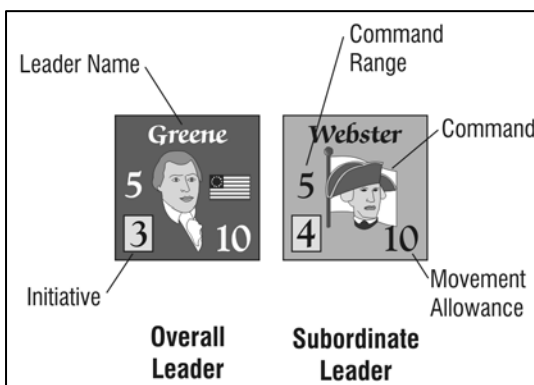 Leader Name
Command
Range
Command
Greene
Webster
5
5
3
10
4
10
Initiative
Movement
Allowance
Overall
Leader
Subordinate
Leader